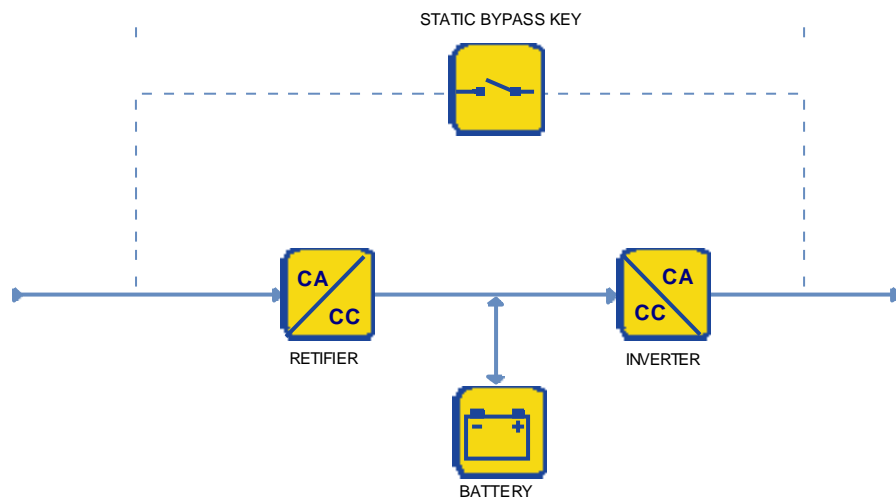 STATIC BYPASS KEY
CA
CC
CA
CC
RETIFIER
INVERTER
- +
BATTERY